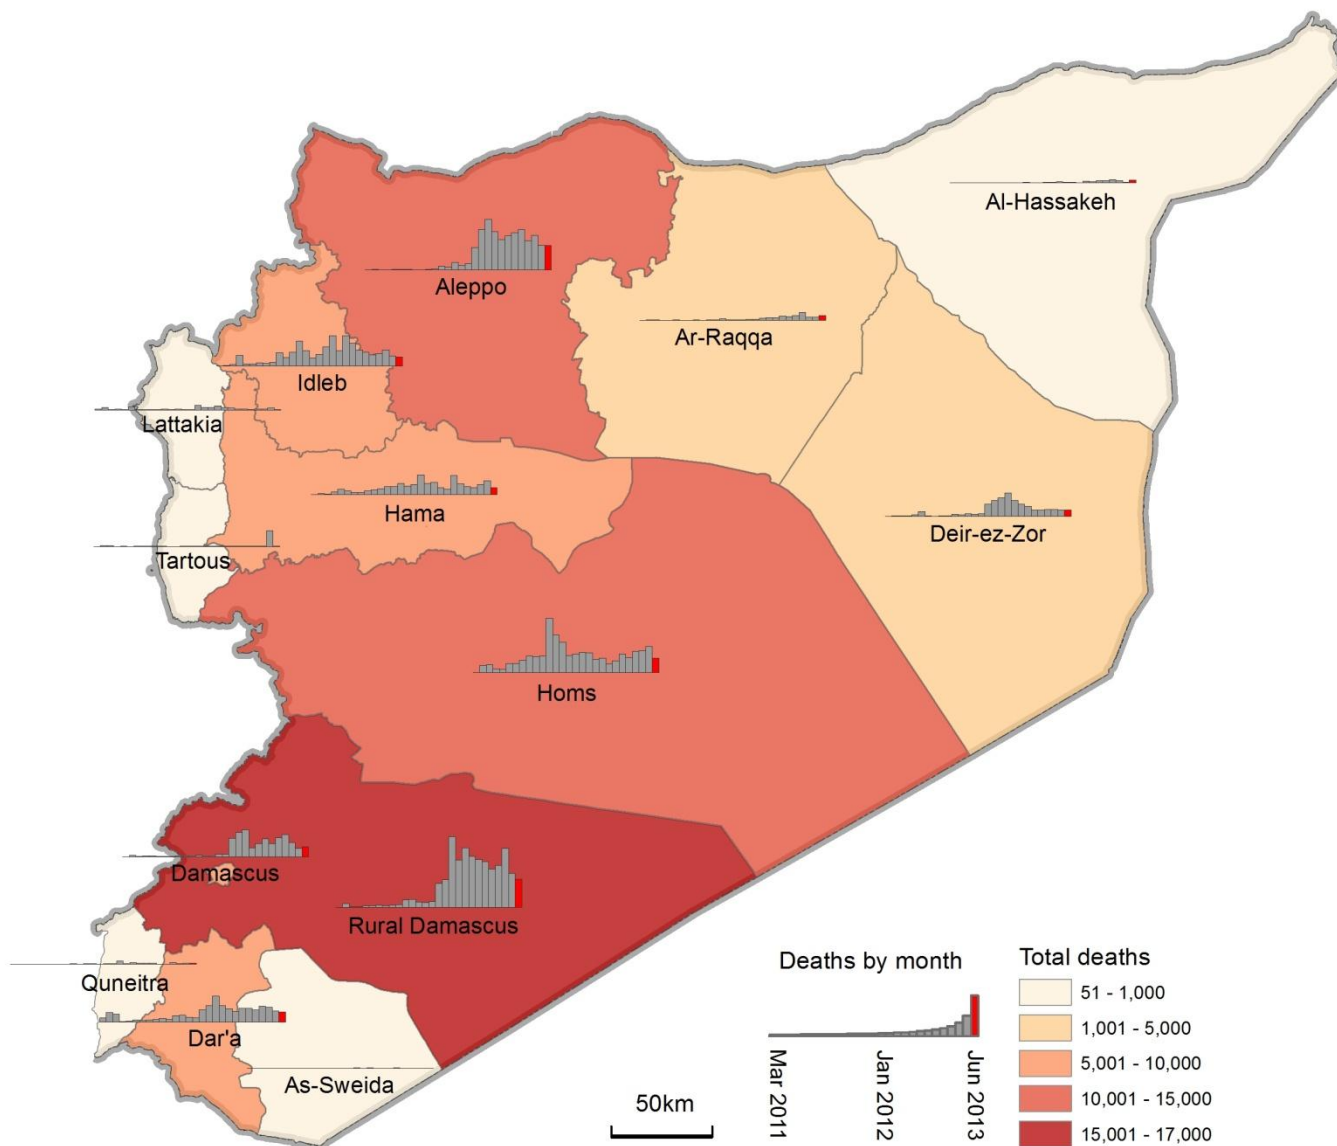 Al-Hassakeh
Aleppo
Ar-Raqqa
Idleb
Lattakia
Hama
Deir-ez-Zor
Tartous
Homs
Damascus
Rural Damascus
Quneitra
Dar'a
As-Sweida
50km
Deaths by month
Mar 2011
Jan 2012
Jun 2013
Total deaths
51 - 1,000
1,001 - 5,000
5,001 - 10,000
10,001 - 15,000
15,001 - 17,000